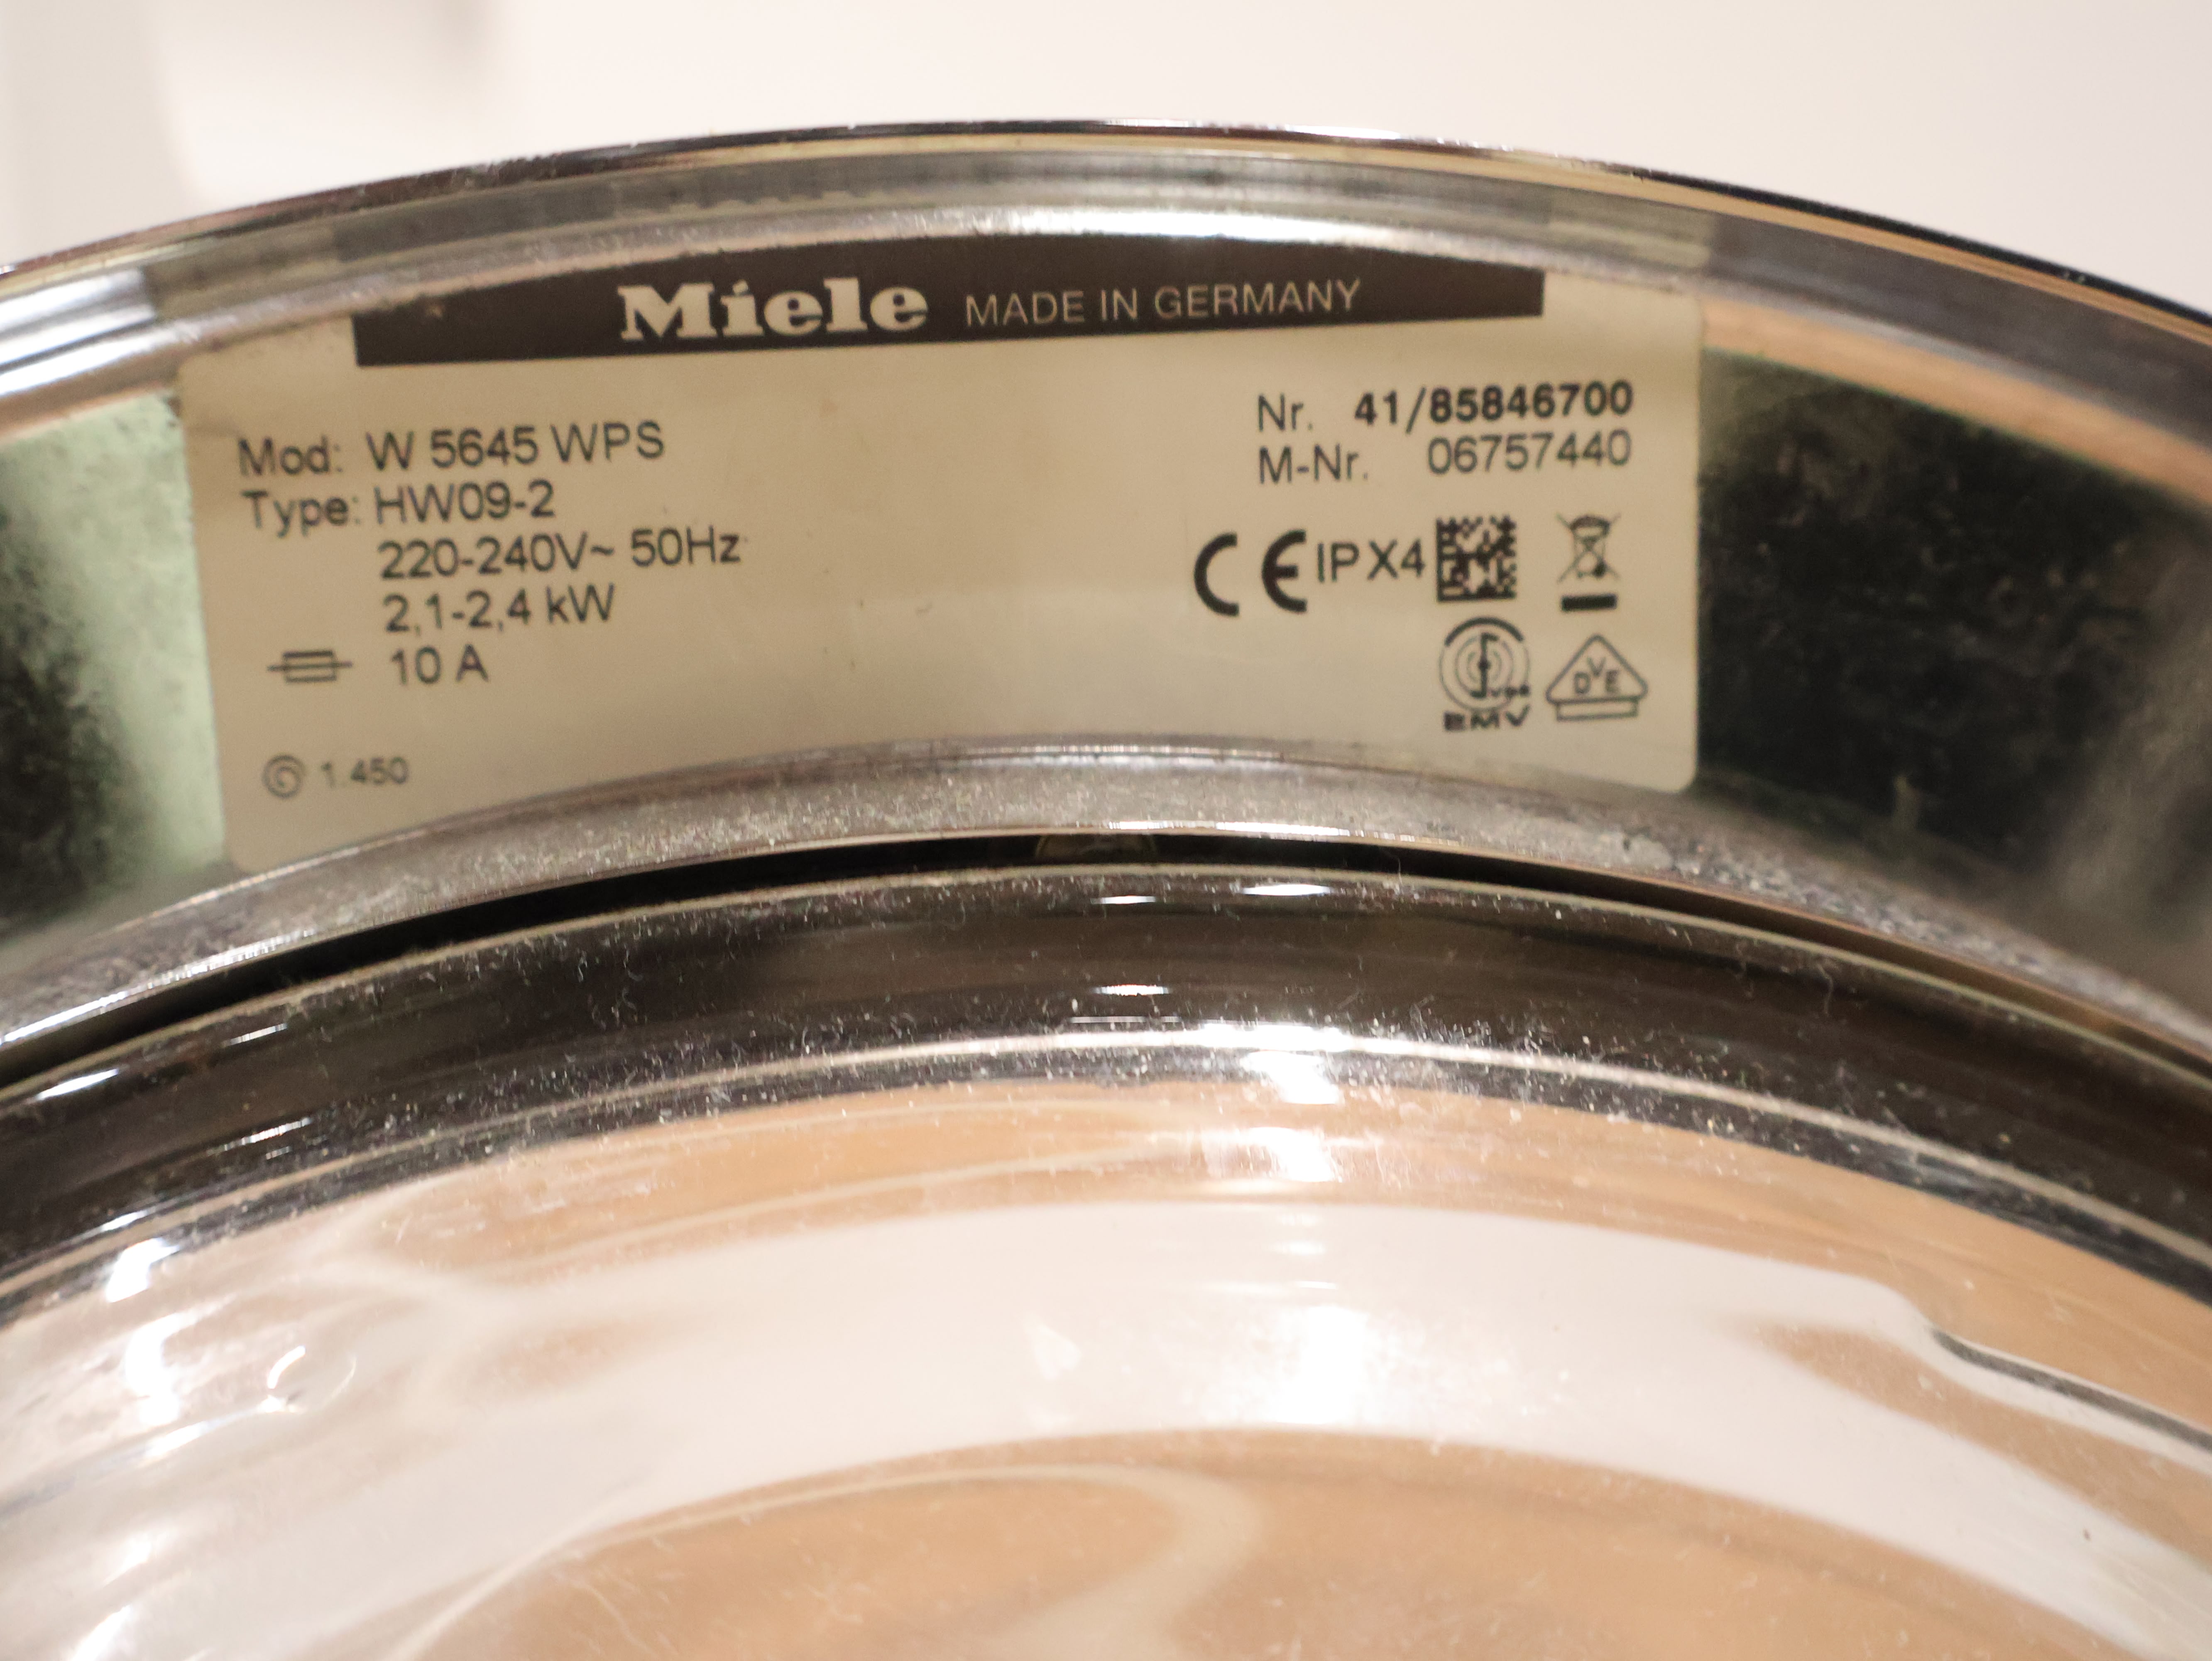 Miele MADE IN GERMANY
Mod: W 5645 WPS
Type: HW09-2
220-240V~ 50Hz
2,1-2,4 kW
10 A
1.450
Nr. 41/85846700
M-Nr. 06757440
CE IPX4
VDE
EMV
DVE